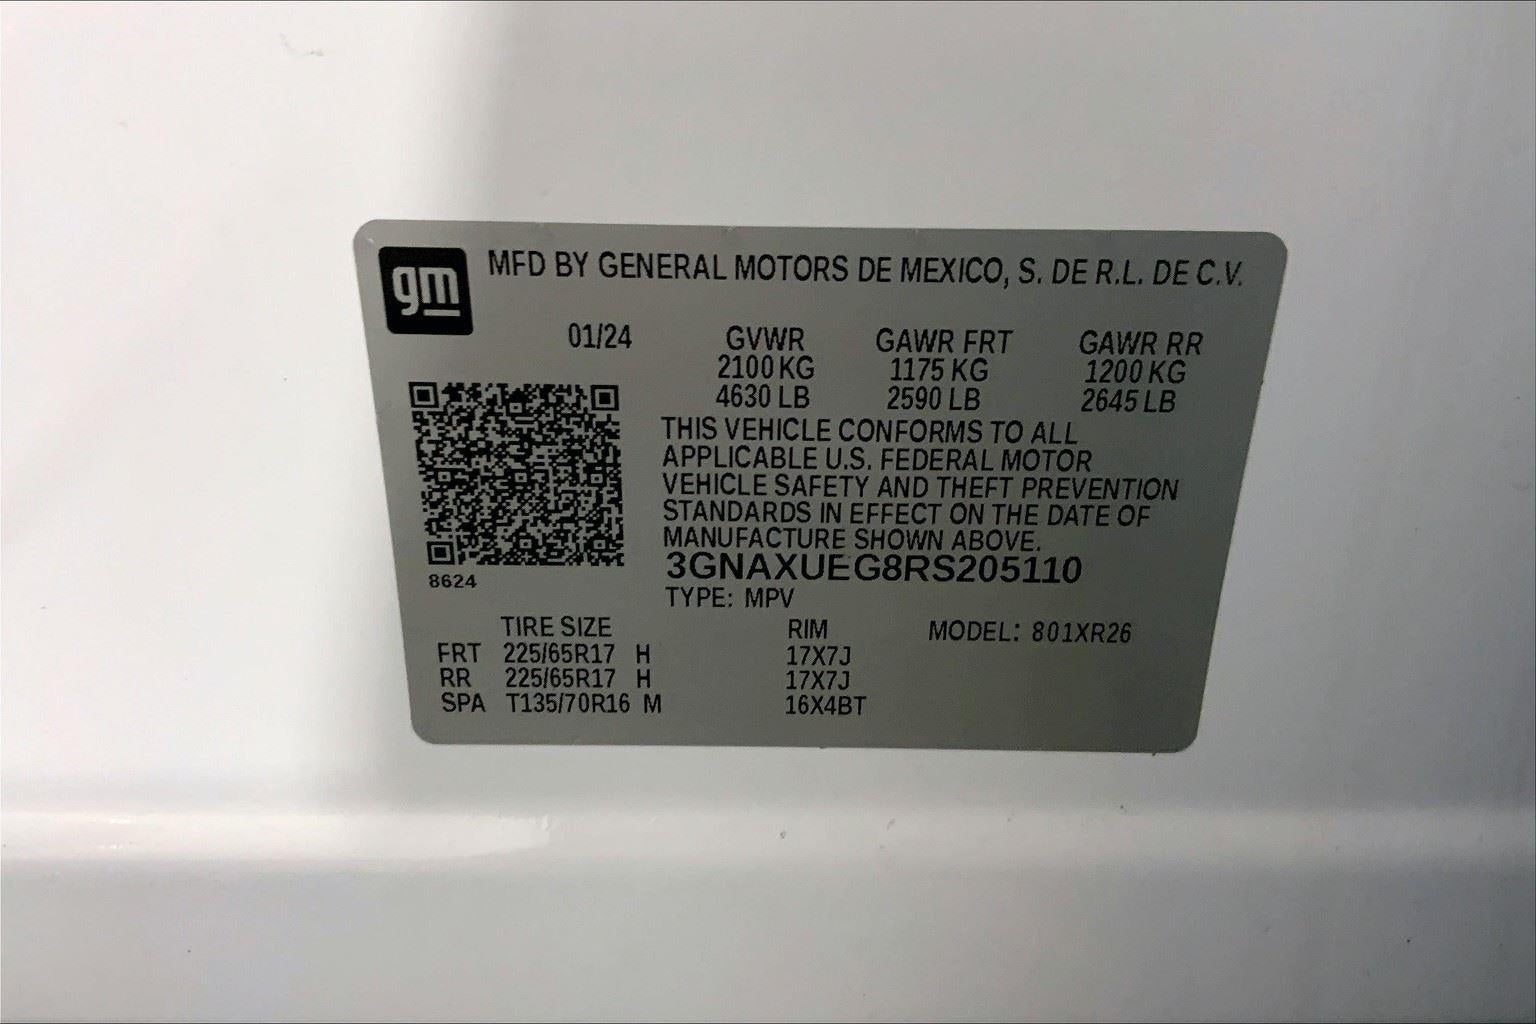 gm MFD BY GENERAL MOTORS DE MEXICO, S. DE R.L. DE C.V.
01/24 GVWR GAWR FRT GAWR RR
2100 KG 1175 KG 1200 KG
4630 LB 2590 LB 2645 LB
THIS VEHICLE CONFORMS TO ALL
APPLICABLE U.S. FEDERAL MOTOR
VEHICLE SAFETY AND THEFT PREVENTION
STANDARDS IN EFFECT ON THE DATE OF
MANUFACTURE SHOWN ABOVE.
3GNAXUEG8RS205110
8624
TYPE: MPV
TIRE SIZE RIM MODEL: 801XR26
FRT 225/65R17 H 17X7J
RR 225/65R17 H 17X7J
SPA T135/70R16 M 16X4BT